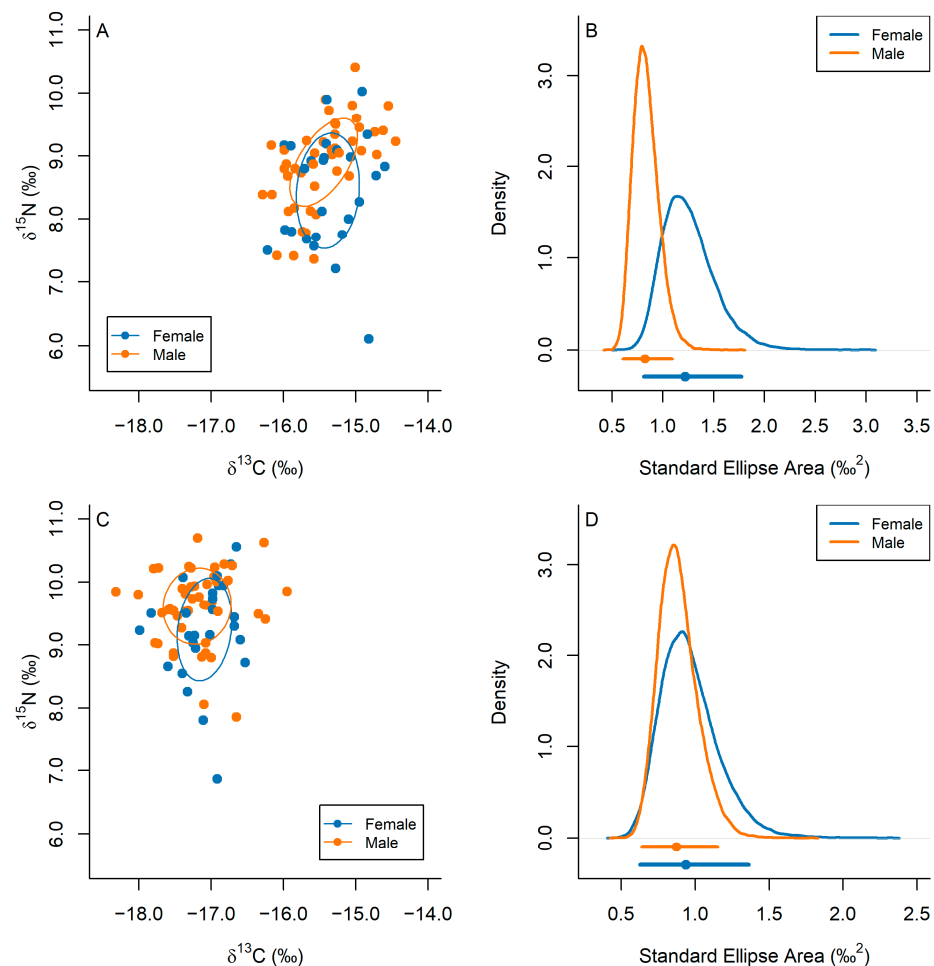 A
δ15N (‰)
11.0
10.0
9.0
8.0
7.0
6.0
Female
Male
−18.0 −17.0 −16.0 −15.0 −14.0
δ13C (‰)
B
Female
Male
Density
3.0
2.0
1.0
0.0
0.5 1.0 1.5 2.0 2.5 3.0 3.5
Standard Ellipse Area (‰2)
C
δ15N (‰)
11.0
10.0
9.0
8.0
7.0
6.0
Female
Male
−18.0 −17.0 −16.0 −15.0 −14.0
δ13C (‰)
D
Female
Male
Density
3.0
2.0
1.0
0.0
0.5 1.0 1.5 2.0 2.5
Standard Ellipse Area (‰2)